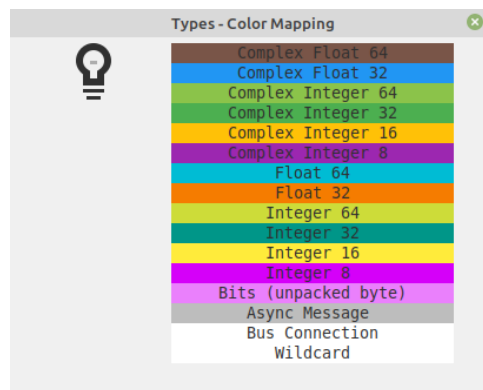 Types - Color Mapping
Complex Float 64
Complex Float 32
Complex Integer 64
Complex Integer 32
Complex Integer 16
Complex Integer 8
Float 64
Float 32
Integer 64
Integer 32
Integer 16
Integer 8
Bits (unpacked byte)
Async Message
Bus Connection
Wildcard